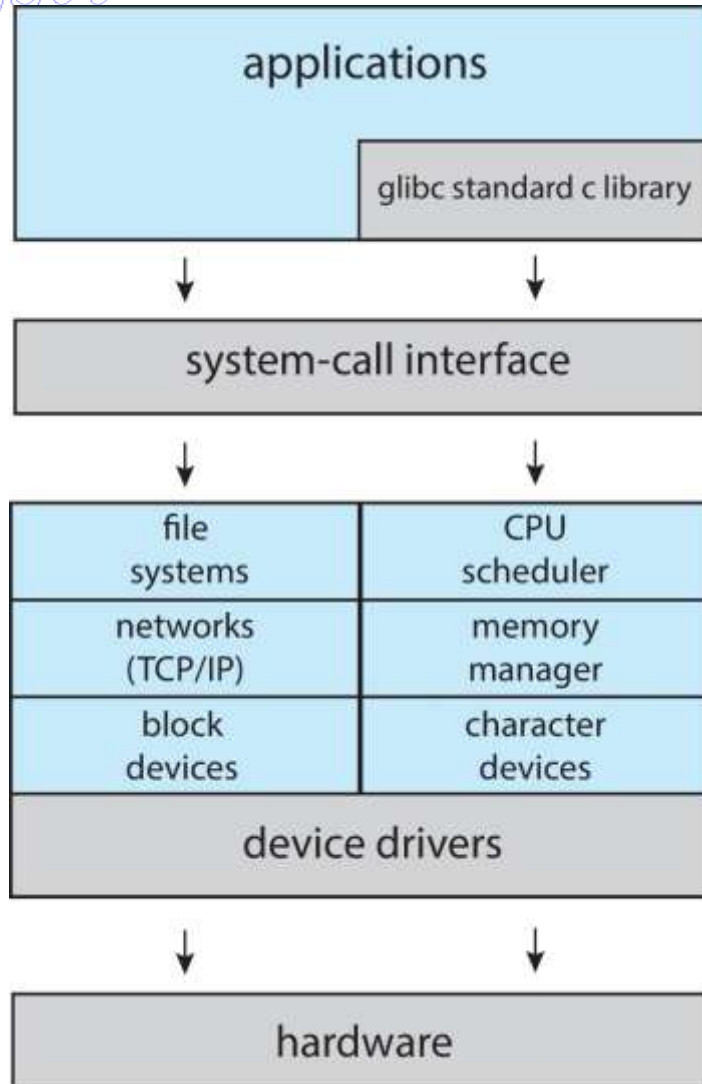 applications
glibc standard c library
system-call interface
file
systems
CPU
scheduler
networks
(TCP/IP)
memory
manager
block
devices
character
devices
device drivers
hardware